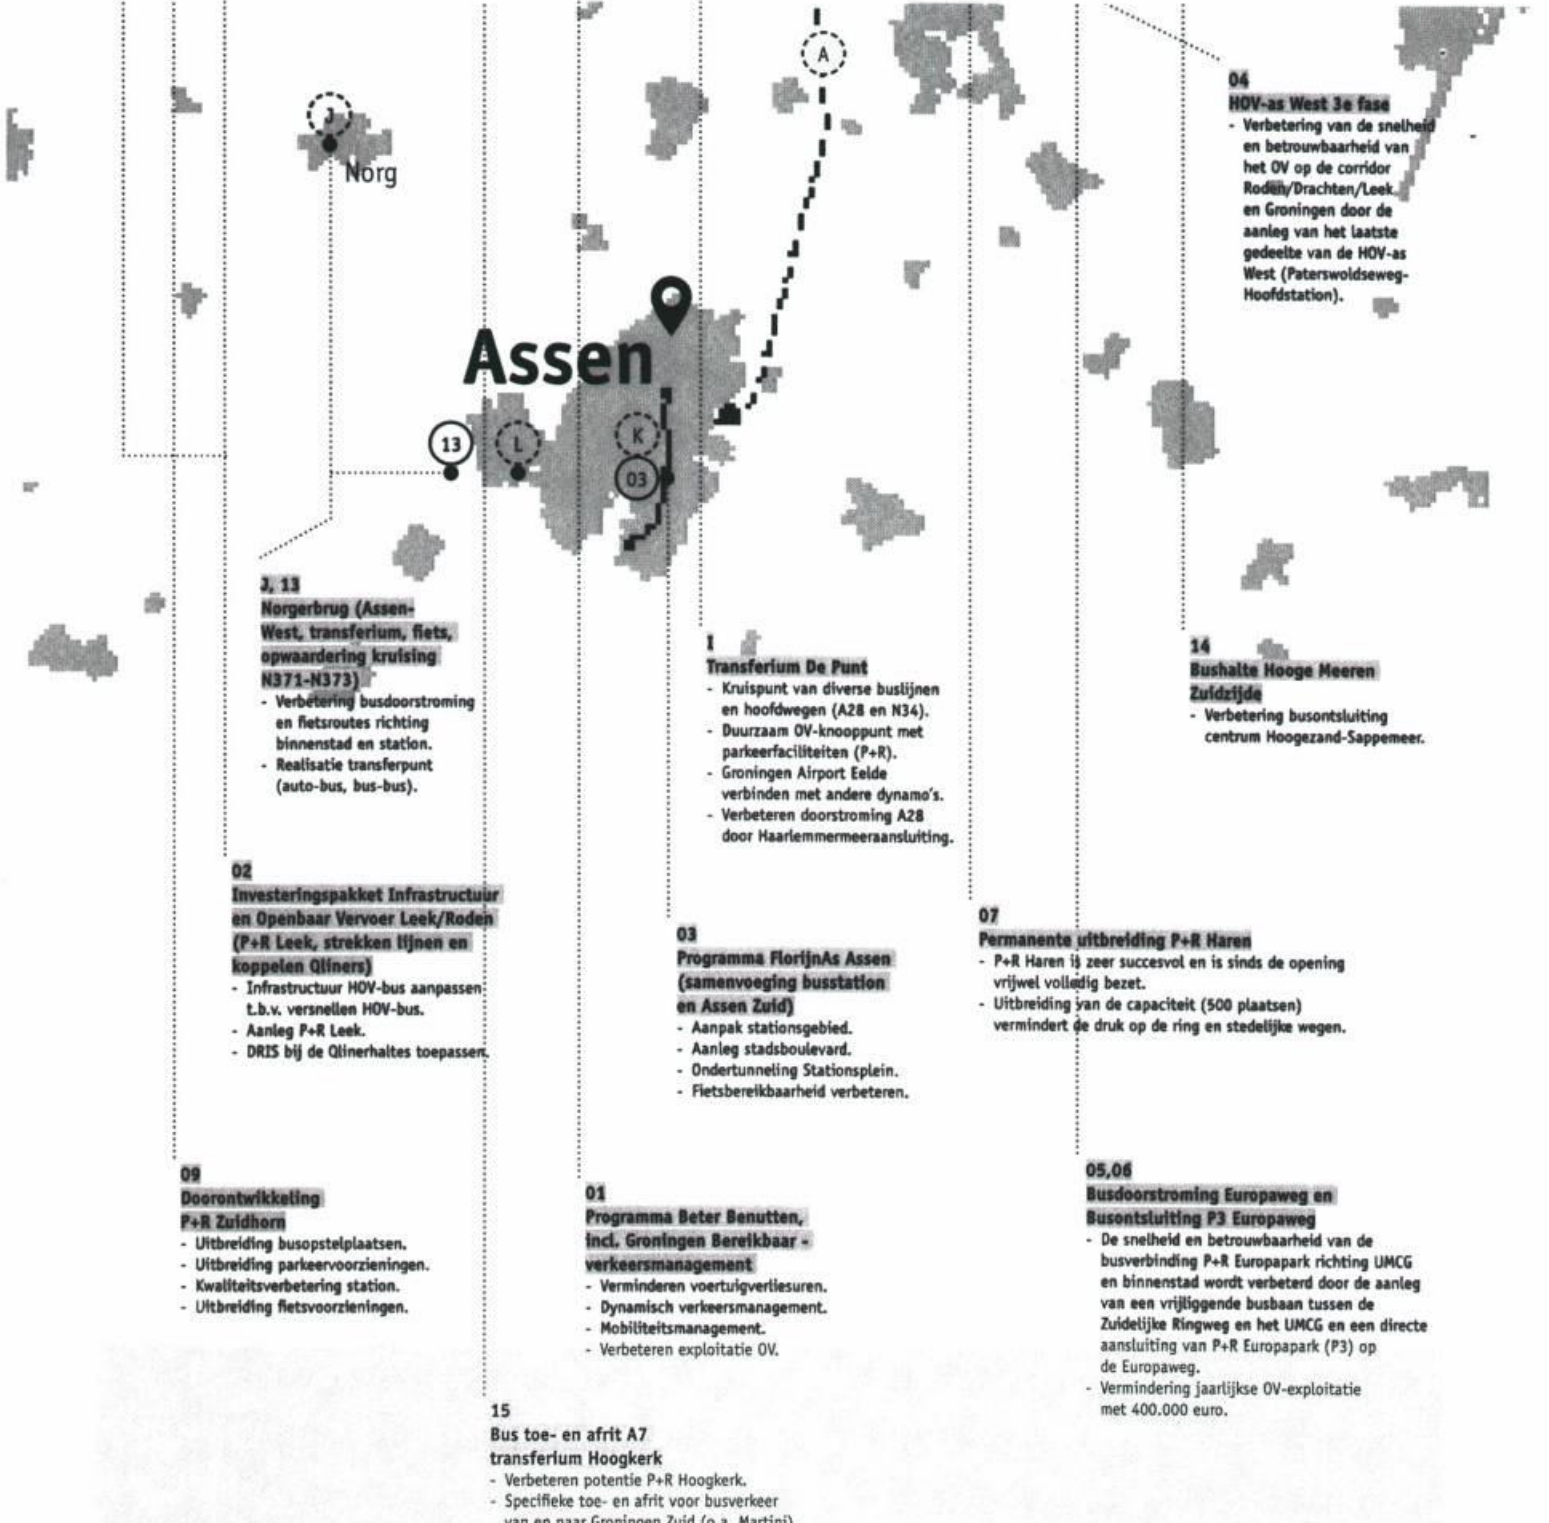 A
J
Norg
04
HOV-as West 3e fase
- Verbetering van de snelheid
en betrouwbaarheid van
het OV op de corridor
Roden/Drachten/Leek
en Groningen door de
aanleg van het laatste
gedeelte van de HOV-as
West (Paterswoldseweg-
Hoofdstation).
Assen
13
L
K
03
J, 13
Norgerbrug (Assen-
West, transferium, fiets,
opwaardering kruising
N371-N373)
- Verbetering busdoorstroming
en fietsroutes richting
binnenstad en station.
- Realisatie transferpunt
(auto-bus, bus-bus).
I
Transferium De Punt
- Kruispunt van diverse buslijnen
en hoofdwegen (A28 en N34).
- Duurzaam OV-knooppunt met
parkeerfaciliteiten (P+R).
- Groningen Airport Eelde
verbinden met andere dynamo's.
- Verbeteren doorstroming A28
door Haarlemmermeeraansluiting.
14
Bushalte Hooge Meeren
Zuidzijde
- Verbetering busontsluiting
centrum Hoogezand-Sappemeer.
02
Investeringspakket Infrastructuur
en Openbaar Vervoer Leek/Roden
(P+R Leek, strekken lijnen en
koppelen Qliners)
- Infrastructuur HOV-bus aanpassen
t.b.v. versnellen HOV-bus.
- Aanleg P+R Leek.
- DRIS bij de Qlinerhaltes toepassen.
03
Programma FlorijnAs Assen
(samenvoeging busstation
en Assen Zuid)
- Aanpak stationsgebied.
- Aanleg stadsboulevard.
- Ondertunneling Stationsplein.
- Fietsbereikbaarheid verbeteren.
07
Permanente uitbreiding P+R Haren
- P+R Haren is zeer succesvol en is sinds de opening
vrijwel volledig bezet.
- Uitbreiding van de capaciteit (500 plaatsen)
vermindert de druk op de ring en stedelijke wegen.
09
Doorontwikkeling
P+R Zuidhorn
- Uitbreiding busopstelplaatsen.
- Uitbreiding parkeervoorzieningen.
- Kwaliteitsverbetering station.
- Uitbreiding fietsvoorzieningen.
01
Programma Beter Benutten,
incl. Groningen Bereikbaar -
verkeersmanagement
- Verminderen voertuigverliesuren.
- Dynamisch verkeersmanagement.
- Mobiliteitsmanagement.
- Verbeteren exploitatie OV.
05,06
Busdoorstroming Europaweg en
Busontsluiting P3 Europaweg
- De snelheid en betrouwbaarheid van de
busverbinding P+R Europapark richting UMCG
en binnenstad wordt verbeterd door de aanleg
van een vrijliggende busbaan tussen de
Zuidelijke Ringweg en het UMCG en een directe
aansluiting van P+R Europapark (P3) op
de Europaweg.
- Vermindering jaarlijkse OV-exploitatie
met 400.000 euro.
15
Bus toe- en afrit A7
transferium Hoogkerk
- Verbeteren potentie P+R Hoogkerk.
- Specifieke toe- en afrit voor busverkeer
van en naar Groningen Zuid (o.a. Martini)